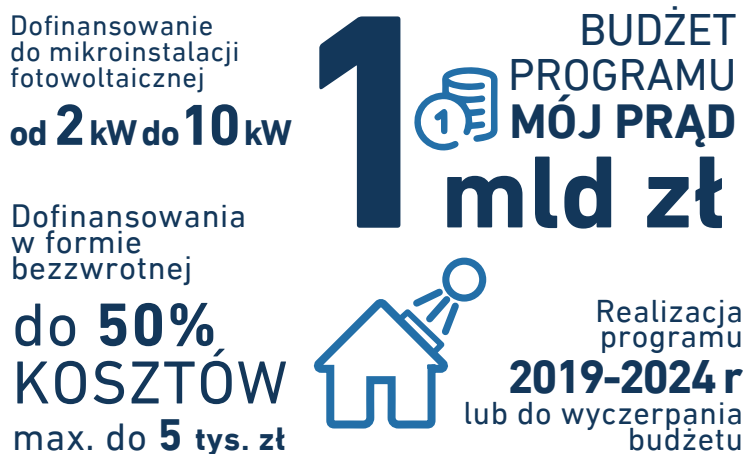 Dofinansowanie
do mikroinstalacji
fotowoltaicznej
od 2 kW do 10 kW
1
BUDŻET
PROGRAMU
1
MÓJ PRĄD
mld zł
Dofinansowania
w formie
bezzwrotnej
do 50%
KOSZTÓW
max. do 5 tys. zł
Realizacja
programu
2019-2024 r
lub do wyczerpania
budżetu